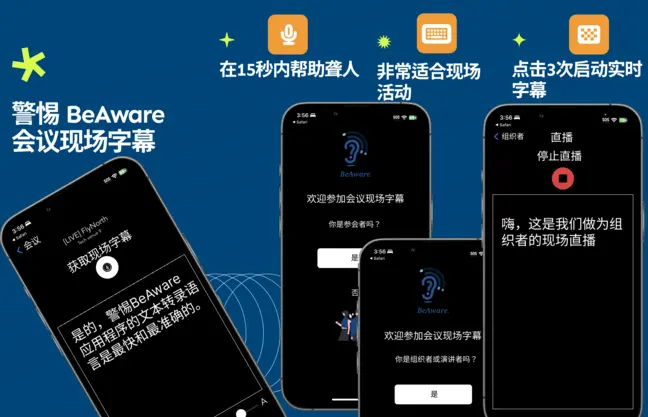 警惕 BeAware
会议现场字幕
在15秒内帮助聋人
非常适合现场
活动
点击3次启动实时
字幕
3:56
Safari
会议
[LIVE] FlyNorth
获取现场字幕
是的，警惕BeAware
应用程序的文本转录语
言是最快和最准确的。
A
3:56
SOS
Safari
BeAware.
欢迎参加会议现场字幕
你是参会者吗？
是
否
3:56
SOS
Safari
BeAware.
欢迎参加会议现场字幕
你是组织者或演讲者吗？
是
3:56
SOS
Safari
组织者
直播
停止直播
嗨，这是我们做为组
织者的现场直播